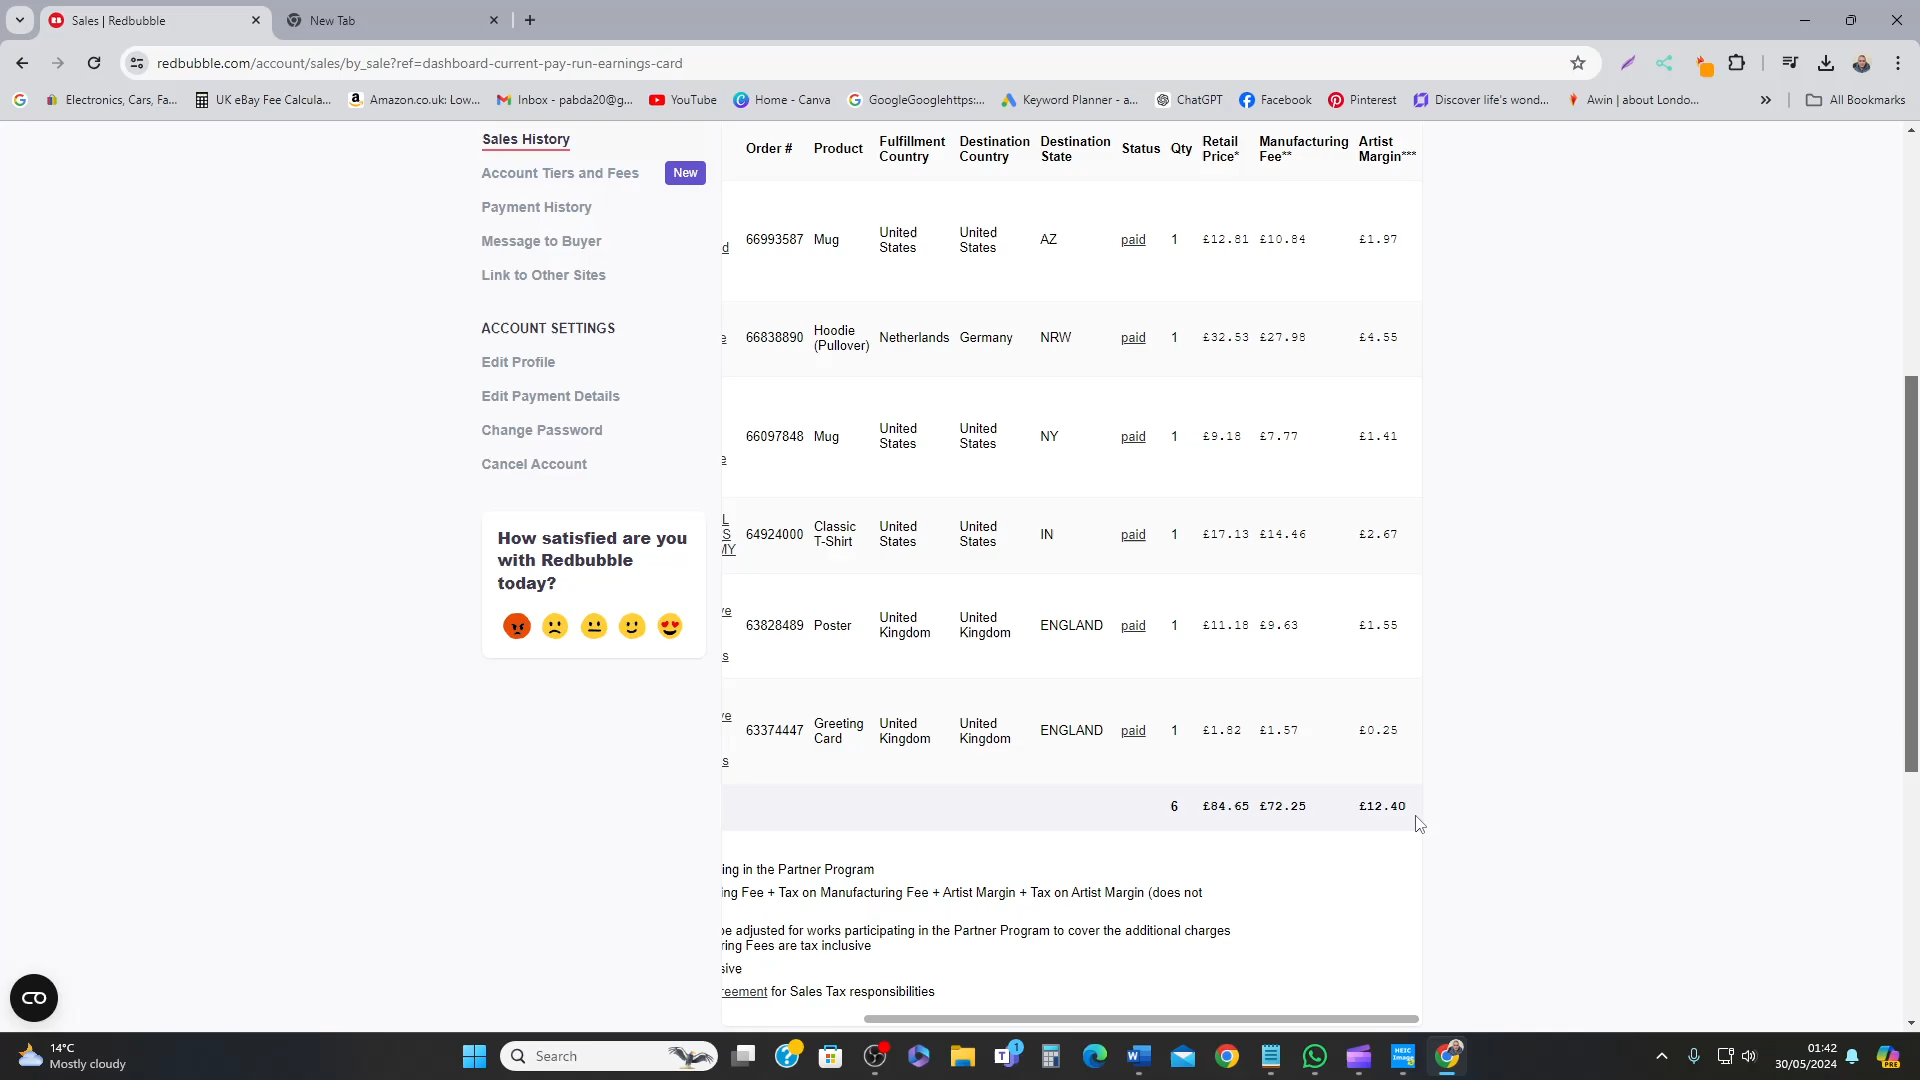 Sales | Redbubble
New Tab
redbubble.com/account/sales/by_sale?ref=dashboard-current-pay-run-earnings-card
Electronics, Cars, Fa...
UK eBay Fee Calcula...
Amazon.co.uk: Low...
Inbox - pabda20@g...
YouTube
Home - Canva
GoogleGooglehttps:...
Keyword Planner - a...
ChatGPT
Facebook
Pinterest
Discover life's wond...
Awin | about Londo...
All Bookmarks
Sales History
Account Tiers and Fees New
Payment History
Message to Buyer
Link to Other Sites
ACCOUNT SETTINGS
Edit Profile
Edit Payment Details
Change Password
Cancel Account
How satisfied are you
with Redbubble
today?
Order # Product Fulfillment Country Destination Country Destination State Status Qty Retail Price* Manufacturing Fee** Artist Margin***
d 66993587 Mug United States United States AZ paid 1 £12.81 £10.84 £1.97
e 66838890 Hoodie (Pullover) Netherlands Germany NRW paid 1 £32.53 £27.98 £4.55
e 66097848 Mug United States United States NY paid 1 £9.18 £7.77 £1.41
L S MY 64924000 Classic T-Shirt United States United States IN paid 1 £17.13 £14.46 £2.67
ve s 63828489 Poster United Kingdom United Kingdom ENGLAND paid 1 £11.18 £9.63 £1.55
ve s 63374447 Greeting Card United Kingdom United Kingdom ENGLAND paid 1 £1.82 £1.57 £0.25
6 £84.65 £72.25 £12.40
ing in the Partner Program
ing Fee + Tax on Manufacturing Fee + Artist Margin + Tax on Artist Margin (does not
be adjusted for works participating in the Partner Program to cover the additional charges
ring Fees are tax inclusive
sive
reement for Sales Tax responsibilities
14°C
Mostly cloudy
Search
1
01:42
30/05/2024